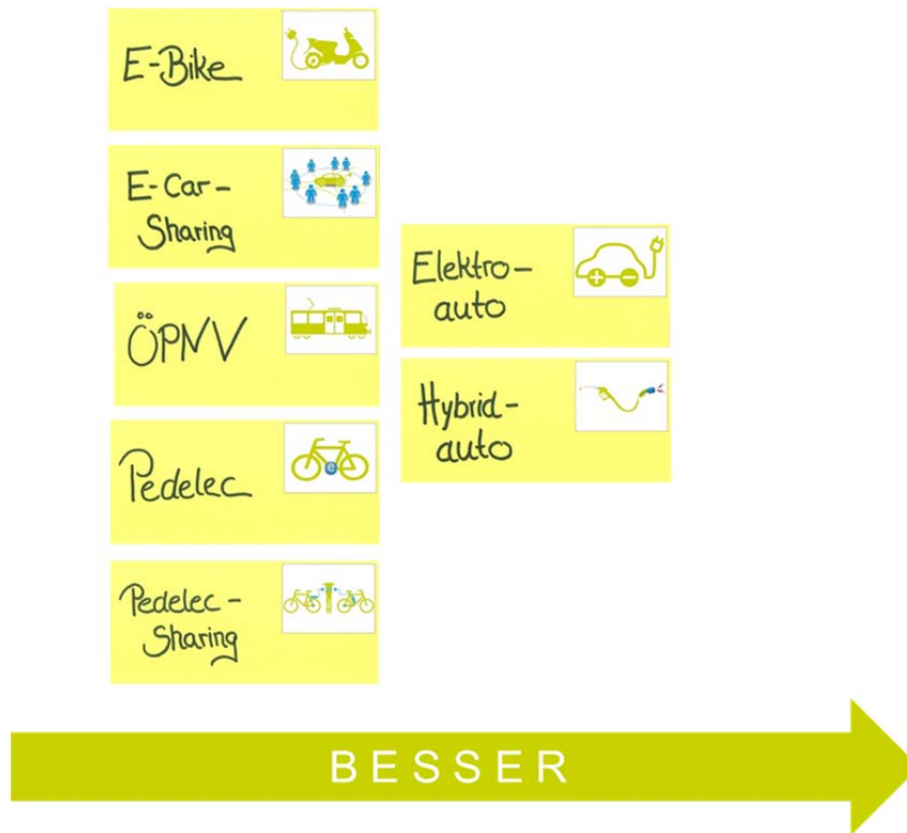 E-Bike
E-Car-
Sharing
ÖPNV
Pedelec
e
Pedelec-
Sharing
Elektro-
auto
Hybrid-
auto
BESSER